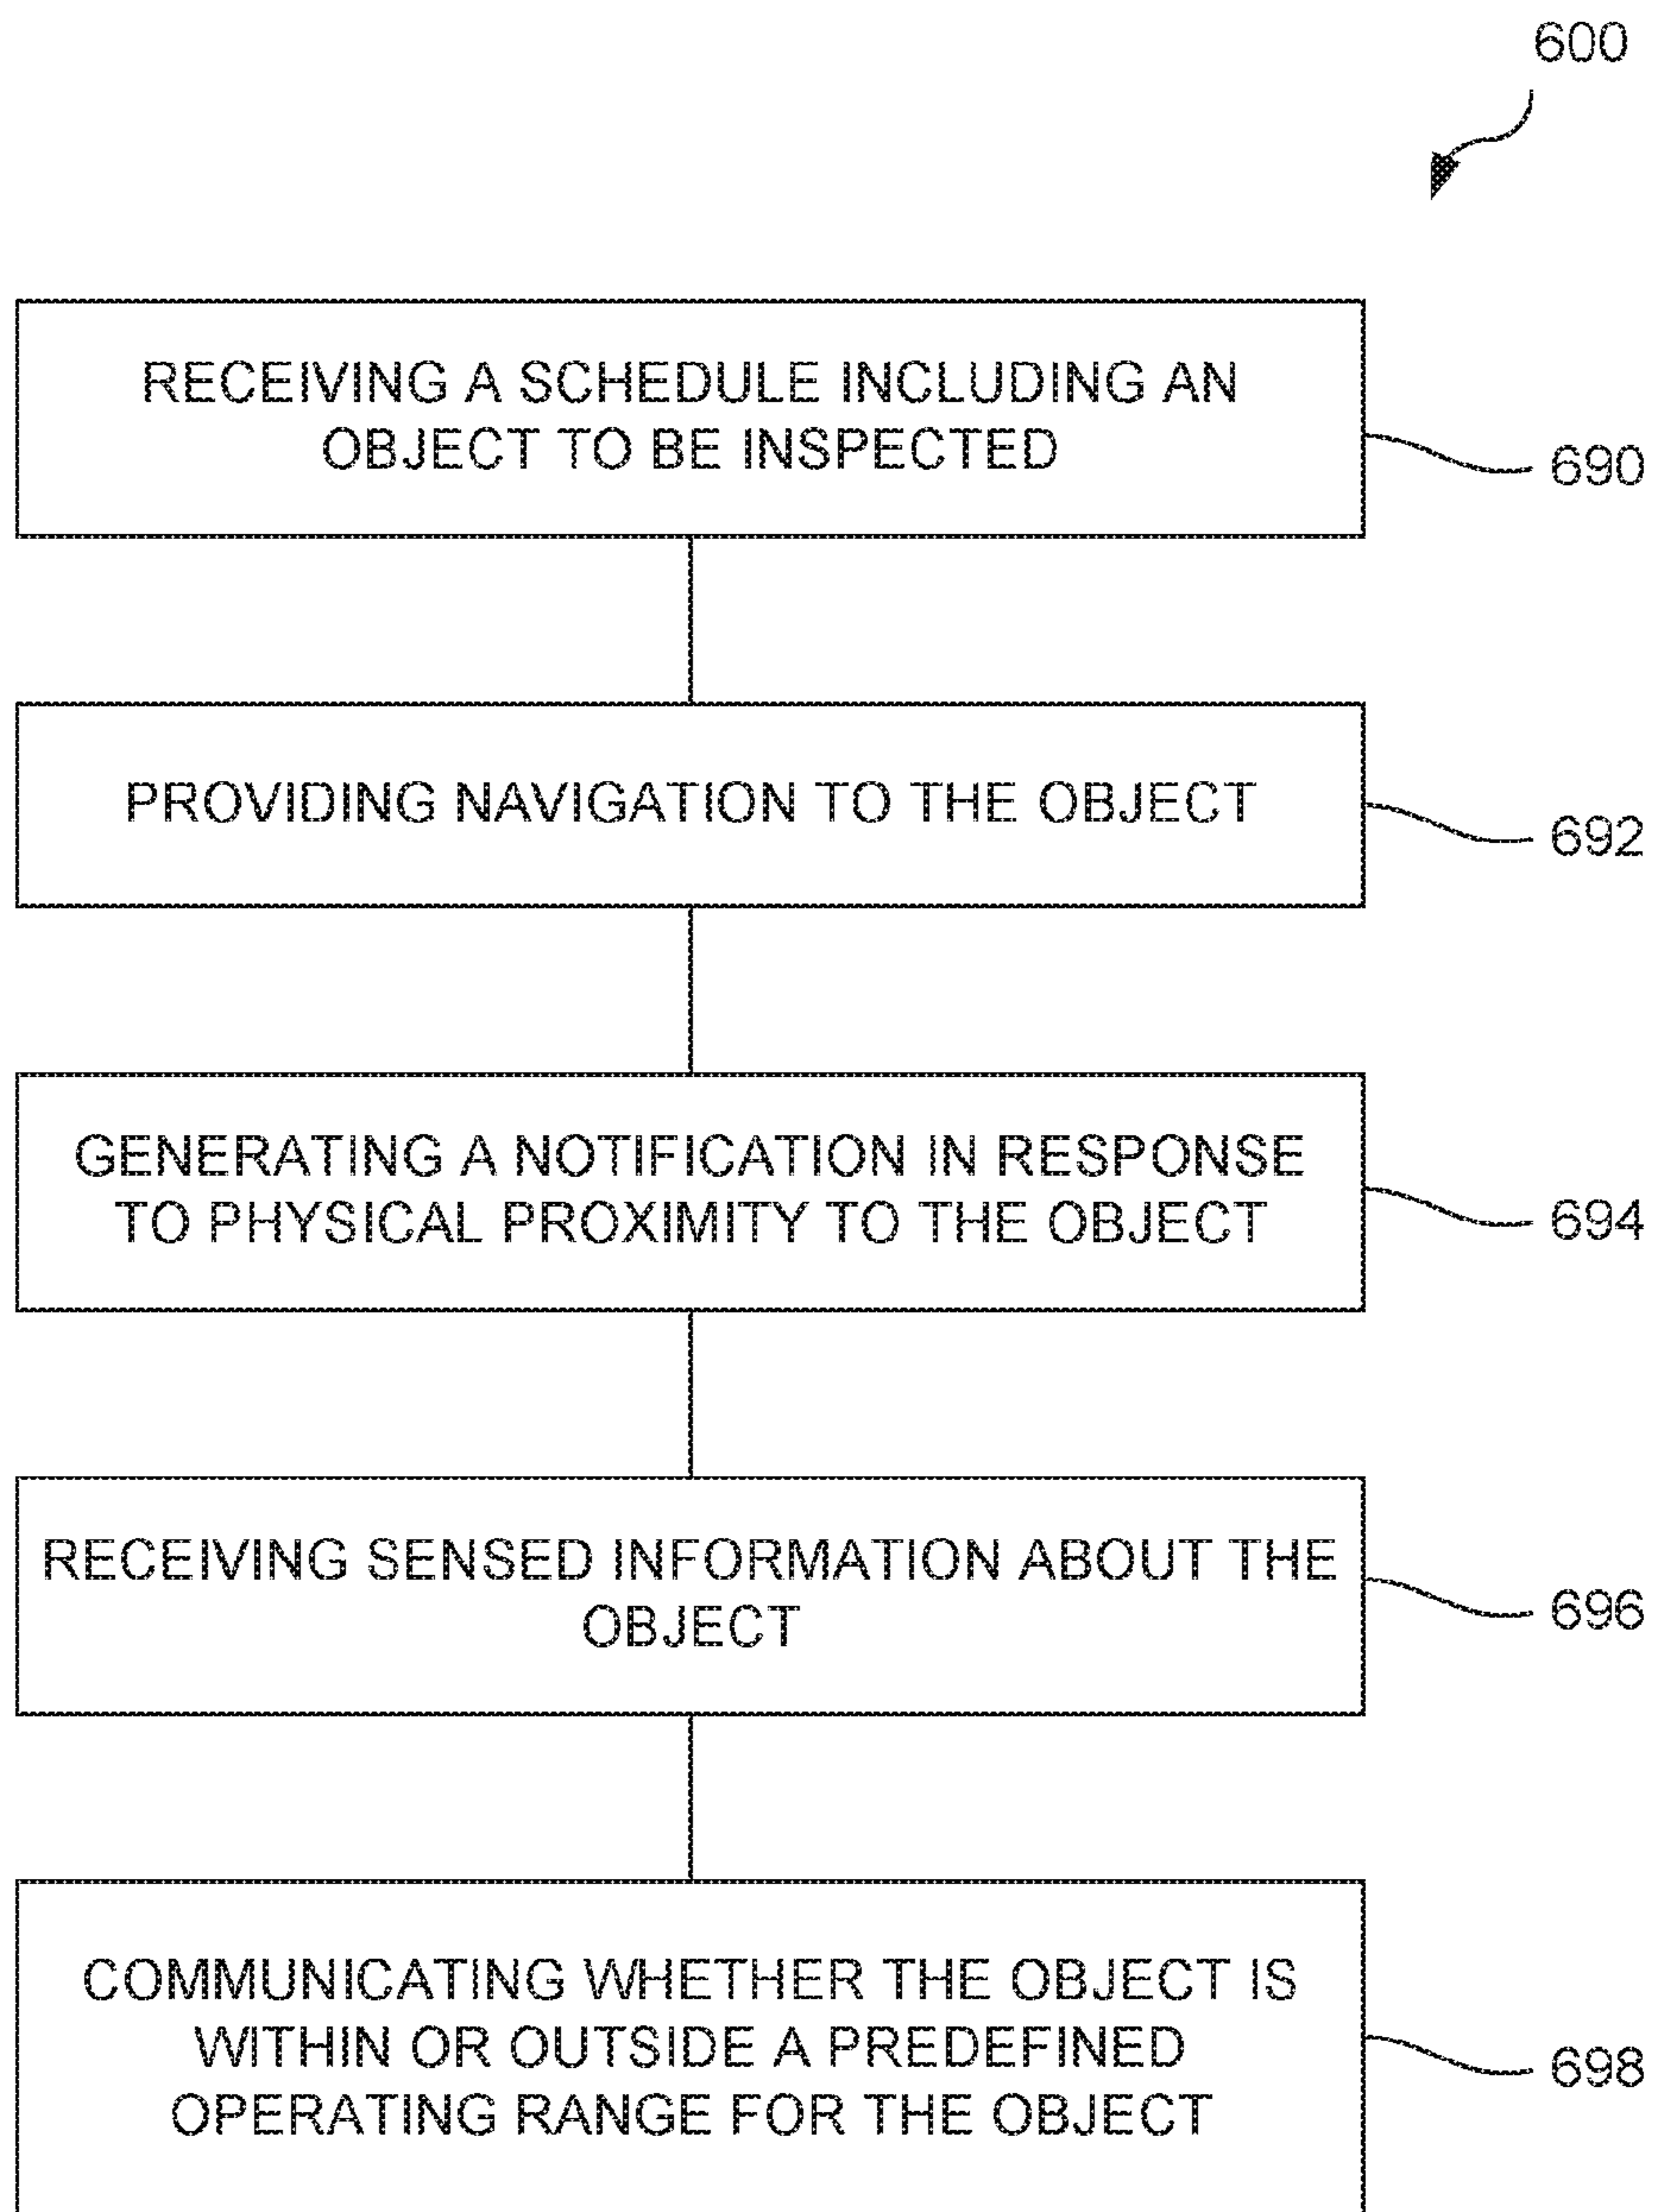 600
RECEIVING A SCHEDULE INCLUDING AN
OBJECT TO BE INSPECTED
690
PROVIDING NAVIGATION TO THE OBJECT
692
GENERATING A NOTIFICATION IN RESPONSE
TO PHYSICAL PROXIMITY TO THE OBJECT
694
RECEIVING SENSED INFORMATION ABOUT THE
OBJECT
696
COMMUNICATING WHETHER THE OBJECT IS
WITHIN OR OUTSIDE A PREDEFINED
OPERATING RANGE FOR THE OBJECT
698